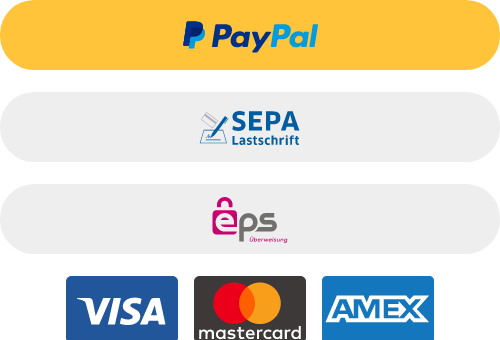 PayPal
SEPA
Lastschrift
eps
Überweisung
VISA
mastercard
AMEX